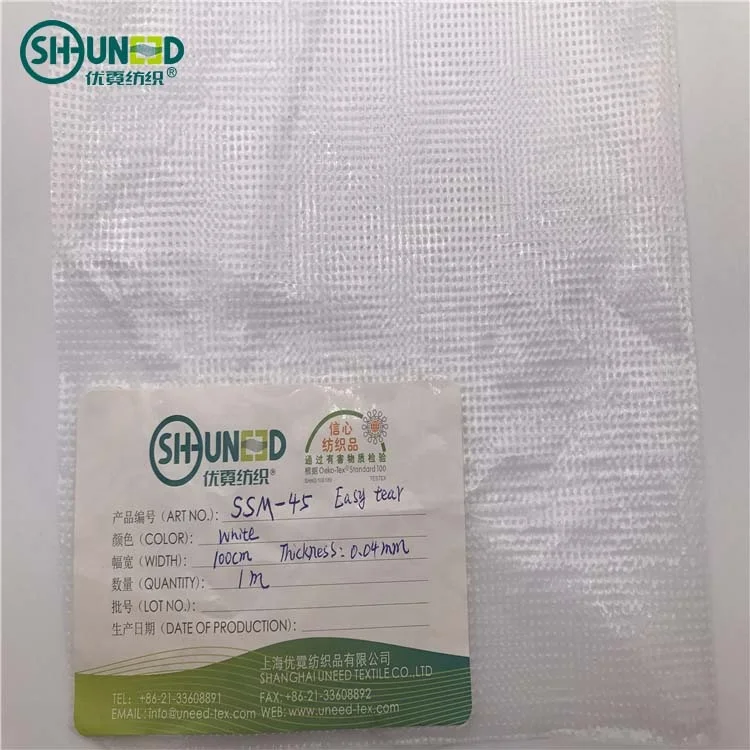 SHUNEED
优霓纺织®
SHUNEED
优霓纺织®
信心
纺织品
通过有害物质检验
根据 Oeko-Tex® Standard 100
TESTEX
产品编号 (ART NO.): SSM-45 Easy tear
颜色 (COLOR): White
幅宽 (WIDTH): 100cm Thickness: 0.04mm
数量 (QUANTITY): 1m
批号 (LOT NO.):
生产日期 (DATE OF PRODUCTION):
上海优霓纺织品有限公司
SHANGHAI UNEED TEXTILE CO.,LTD
TEL: +86-21-33608891 FAX: +86-21-33608892
EMAIL: info@uneed-tex.com WEB: www.uneed-tex.com